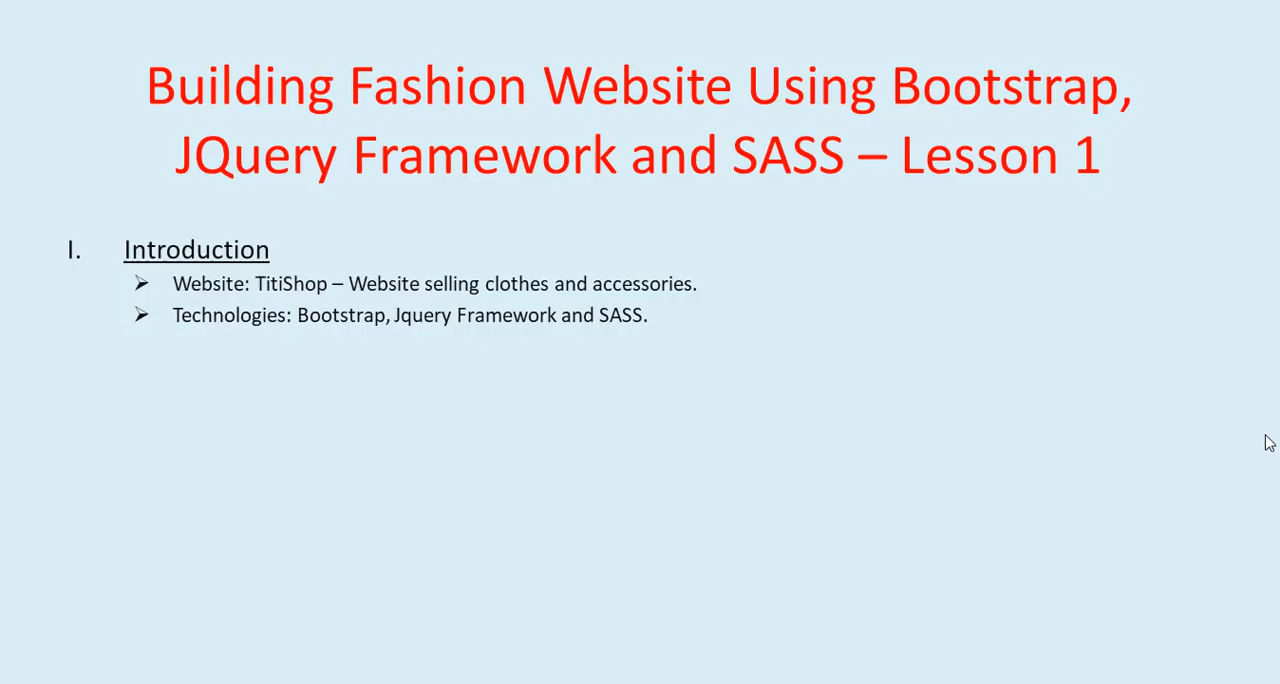 Building Fashion Website Using Bootstrap,
JQuery Framework and SASS – Lesson 1
I. Introduction
➢ Website: TitiShop – Website selling clothes and accessories.
➢ Technologies: Bootstrap, Jquery Framework and SASS.